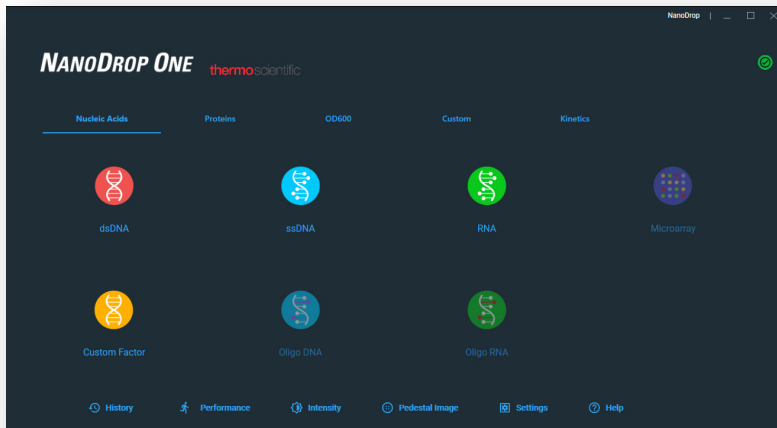 NanoDrop
NANODROP ONE thermoscientific
Nucleic Acids Proteins OD600 Custom Kinetics
dsDNA ssDNA RNA Microarray
Custom Factor Oligo DNA Oligo RNA
History Performance Intensity Pedestal Image Settings Help